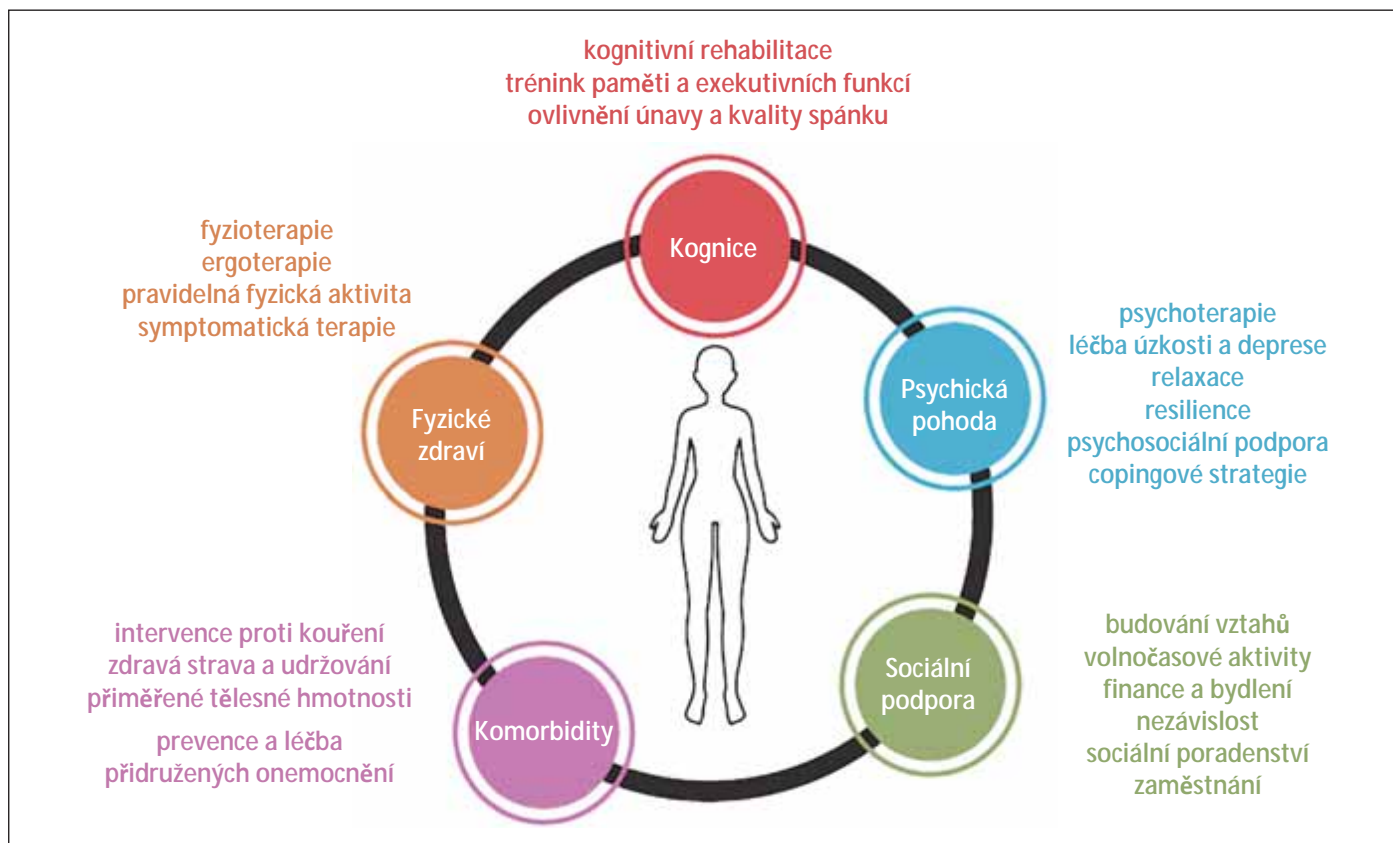 kognitivní rehabilitace
trénink paměti a exekutivních funkcí
ovlivnění únavy a kvality spánku
Kognice
fyzioterapie
ergoterapie
pravidelná fyzická aktivita
symptomatická terapie
Fyzické
zdraví
Psychická
pohoda
psychoterapie
léčba úzkosti a deprese
relaxace
resilience
psychosociální podpora
copingové strategie
intervence proti kouření
zdravá strava a udržování
přiměřené tělesné hmotnosti
prevence a léčba
přidružených onemocnění
Komorbidity
Sociální
podpora
budování vztahů
volnočasové aktivity
finance a bydlení
nezávislost
sociální poradenství
zaměstnání